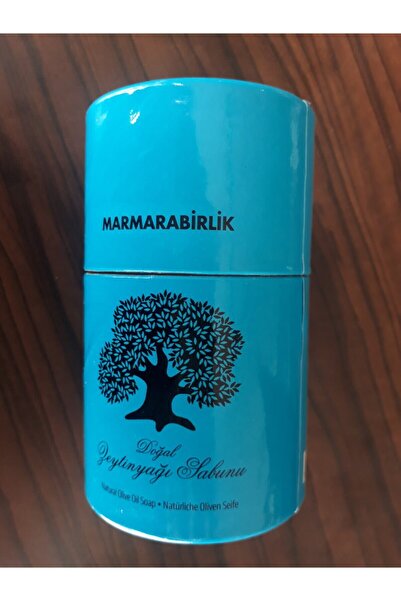 MARMARABİRLİK
Doğal
Zeytinyağı Sabunu
Natural Olive Oil Soap • Natürliche Oliven Seife